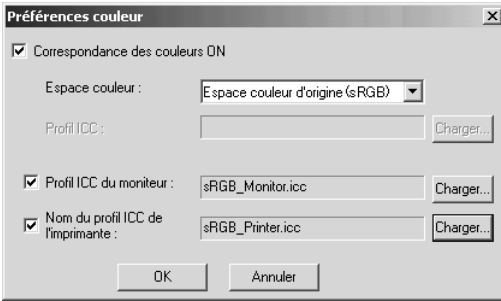 Préférences couleur
Correspondance des couleurs ON
Espace couleur : Espace couleur d'origine (sRGB)
Profil ICC : Charger...
Profil ICC du moniteur : sRGB_Monitor.icc Charger...
Nom du profil ICC de
l'imprimante : sRGB_Printer.icc Charger...
OK Annuler